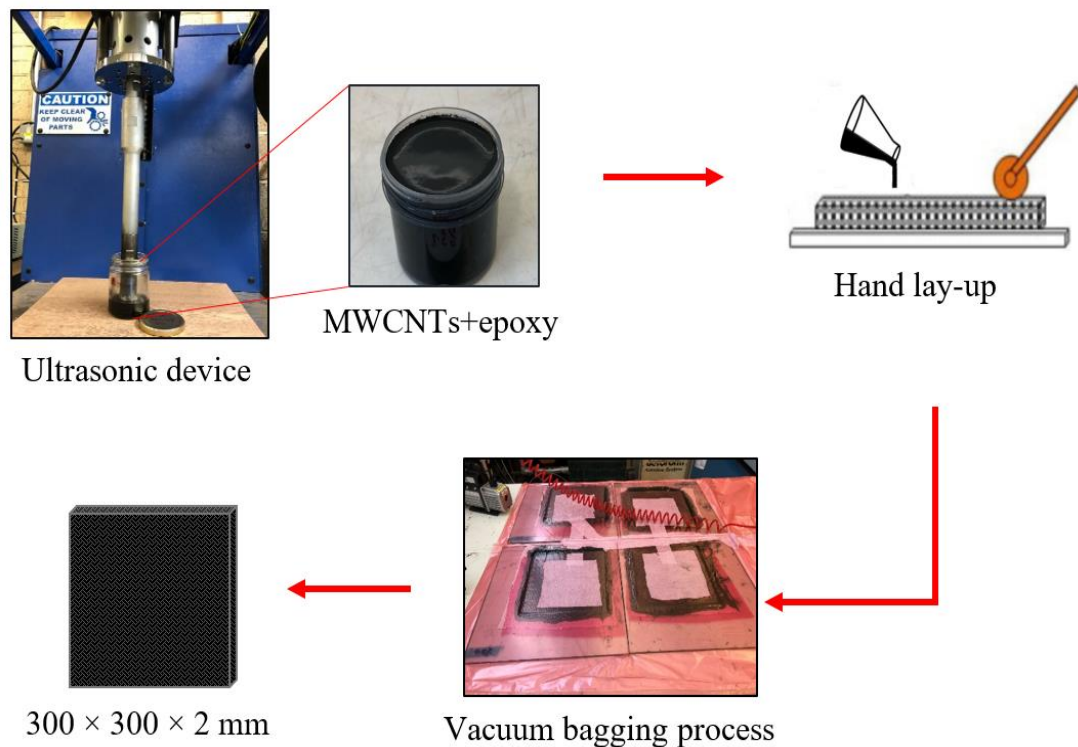 CAUTION
KEEP CLEAR
OF MOVING
PARTS
MWCNTs+epoxy
Ultrasonic device
Hand lay-up
Vacuum bagging process
300 × 300 × 2 mm